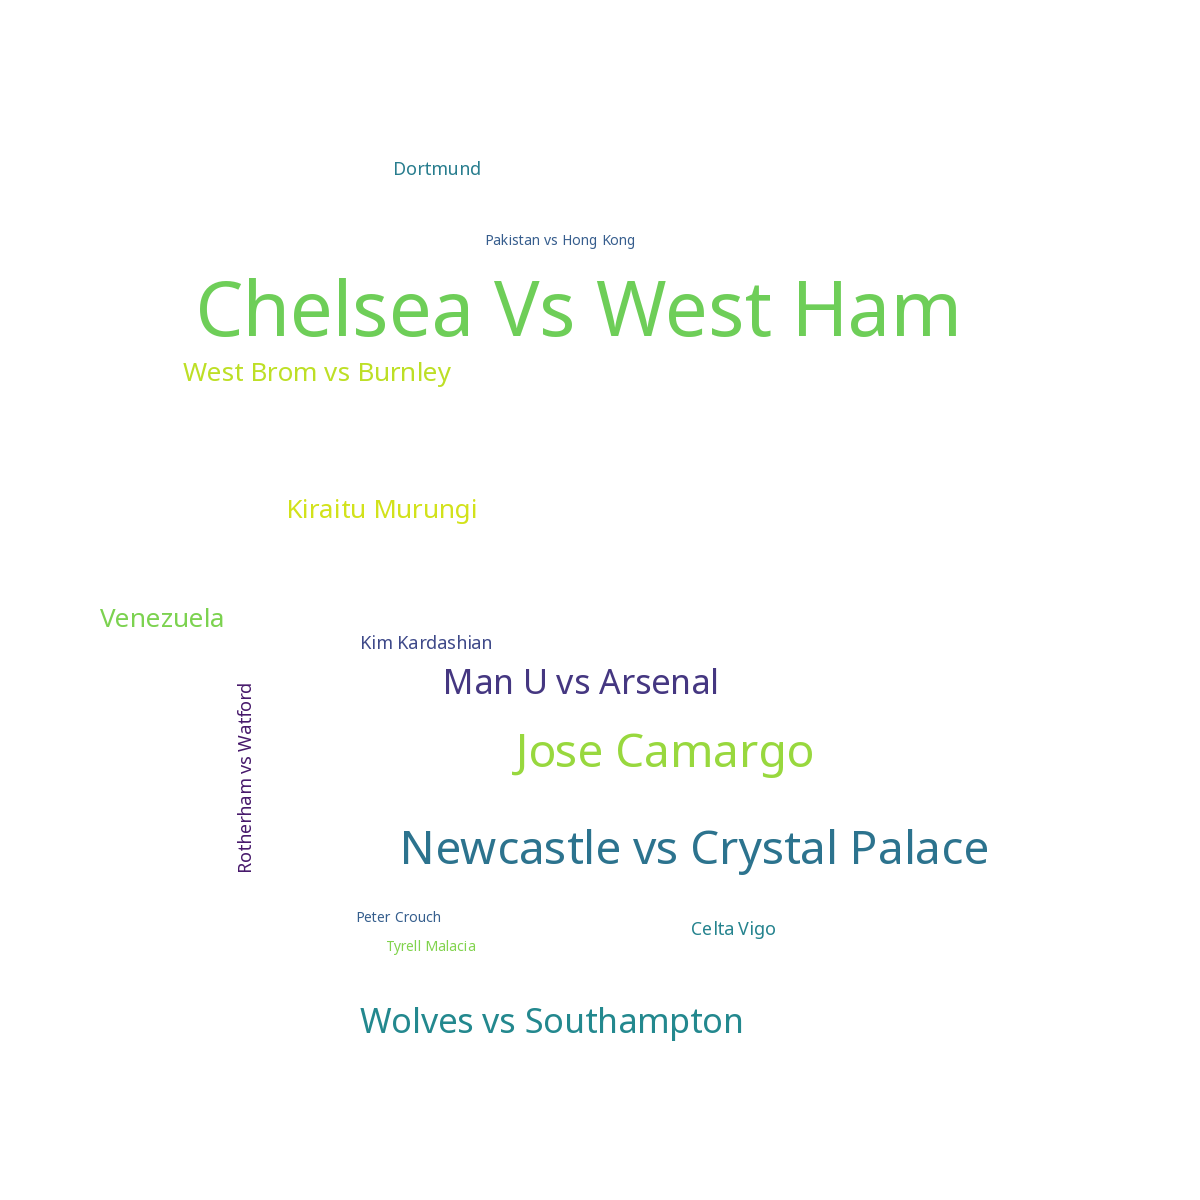 Dortmund
Pakistan vs Hong Kong
Chelsea Vs West Ham
West Brom vs Burnley
Kiraitu Murungi
Venezuela
Kim Kardashian
Man U vs Arsenal
Rotherham vs Watford
Jose Camargo
Newcastle vs Crystal Palace
Peter Crouch
Celta Vigo
Tyrell Malacia
Wolves vs Southampton